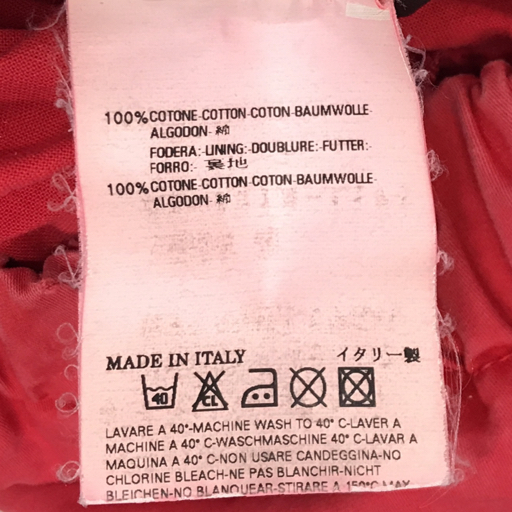 100%COTONE-COTTON-COTON-BAUMWOLLE-
ALGODON- 綿
FODERA:-LINING:-DOUBLURE:-FUTTER:-
FORRO:- 裏地
100%COTONE-COTTON-COTON-BAUMWOLLE
ALGODON- 綿
MADE IN ITALY イタリー製
40 CL
LAVARE A 40°-MACHINE WASH TO 40° C-LAVER A
MACHINE A 40° C-WASCHMASCHINE 40° C-LAVAR A
MAQUINA A 40° C-NON USARE CANDEGGINA-NO
CHLORINE BLEACH-NE PAS BLANCHIR-NICHT
BLEICHEN-NO BLANQUEAR-STIRARE A 150°C MAX